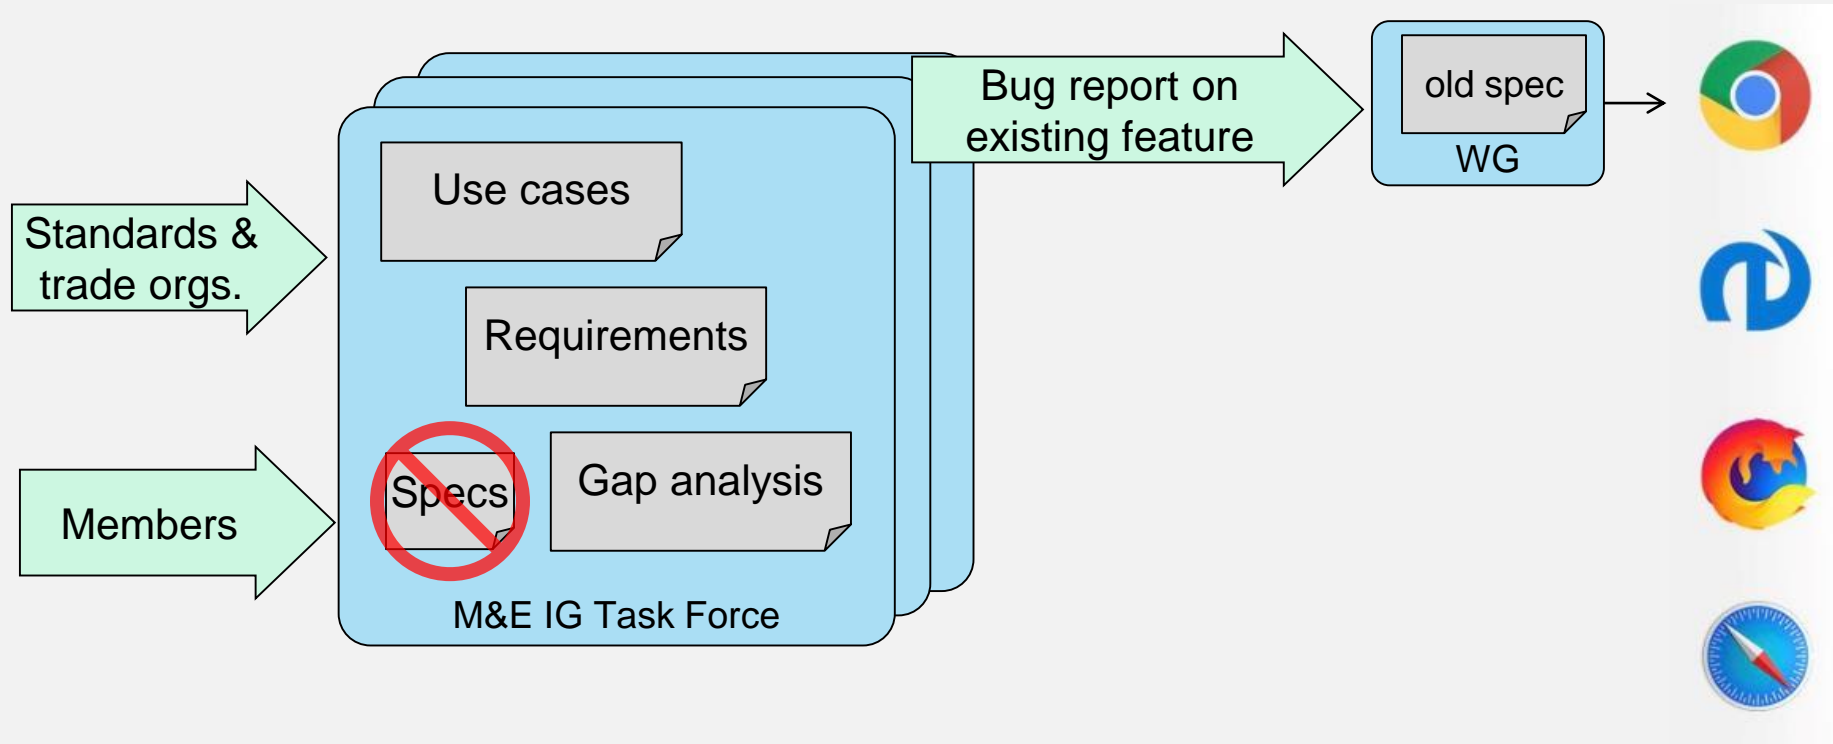 Standards &
trade orgs.
Members
Use cases
Requirements
Specs
Gap analysis
M&E IG Task Force
Bug report on
existing feature
old spec
WG